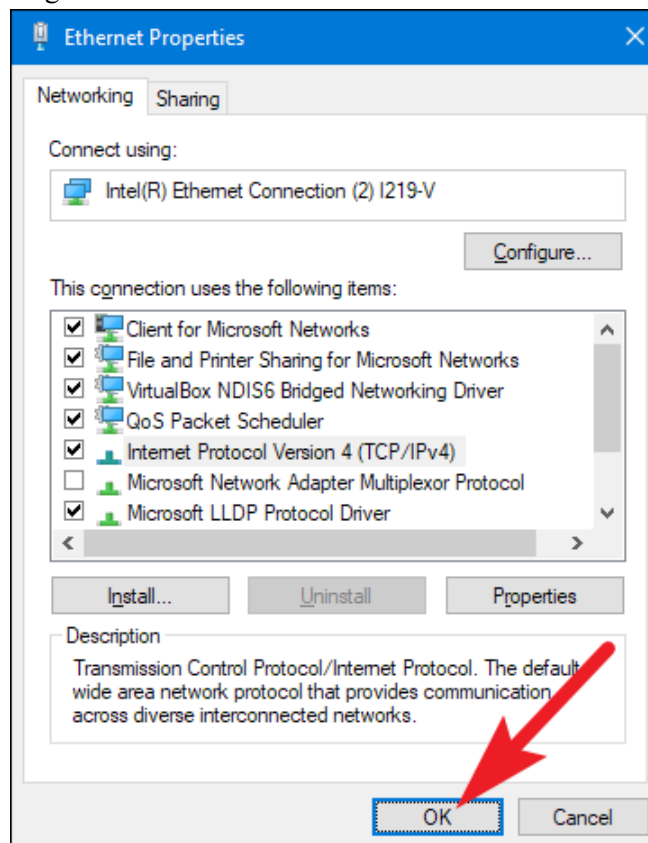 Ethernet Properties
Networking
Sharing
Connect using:
Intel(R) Ethernet Connection (2) I219-V
Configure...
This connection uses the following items:
Client for Microsoft Networks
File and Printer Sharing for Microsoft Networks
VirtualBox NDIS6 Bridged Networking Driver
QoS Packet Scheduler
Internet Protocol Version 4 (TCP/IPv4)
Microsoft Network Adapter Multiplexor Protocol
Microsoft LLDP Protocol Driver
Install...
Uninstall
Properties
Description
Transmission Control Protocol/Internet Protocol. The default
wide area network protocol that provides communication
across diverse interconnected networks.
OK
Cancel